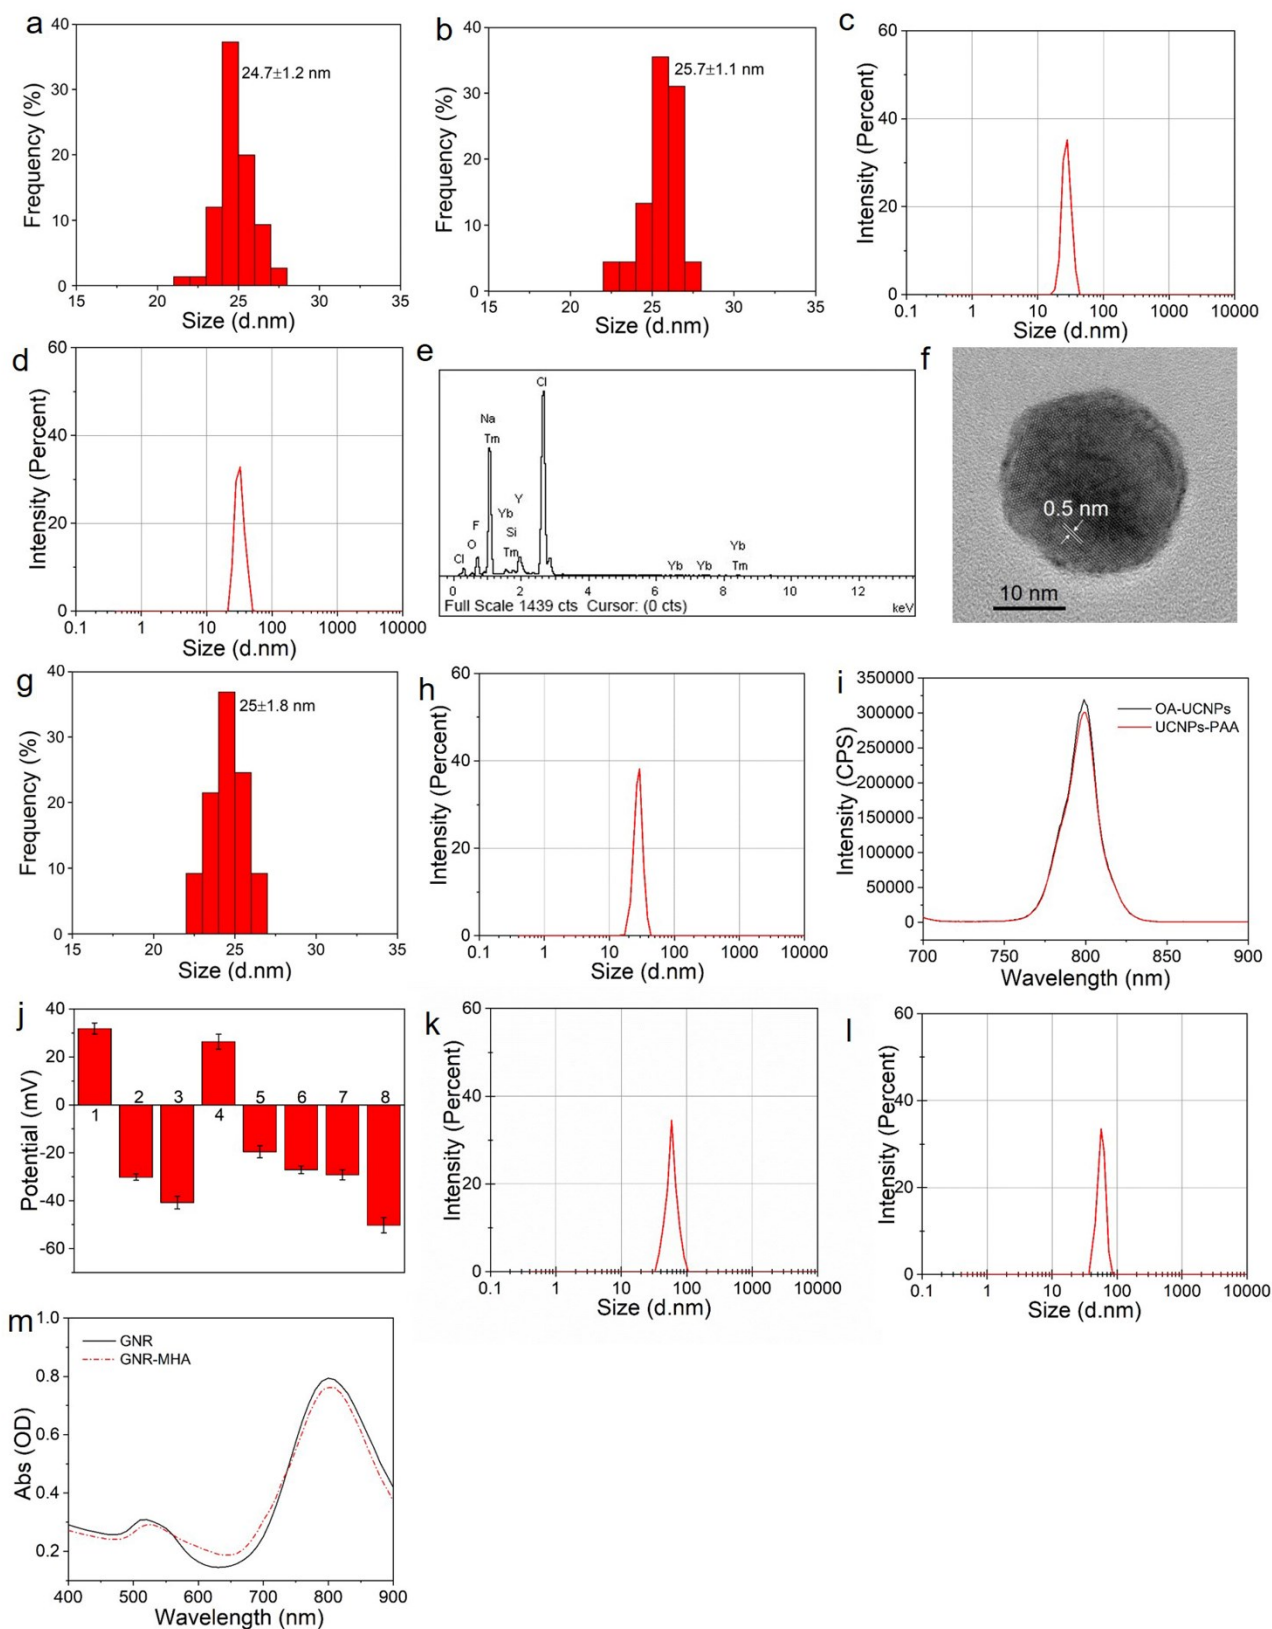 a
40
30
20
10
0
Frequency (%)
24.7±1.2 nm
15 20 25 30 35
Size (d.nm)
b
40
30
20
10
0
Frequency (%)
25.7±1.1 nm
15 20 25 30 35
Size (d.nm)
c
60
40
20
0
Intensity (Percent)
0.1 1 10 100 1000 10000
Size (d.nm)
d
60
40
20
0
Intensity (Percent)
0.1 1 10 100 1000 10000
Size (d.nm)
e
Cl
Na
Tm
Yb Y
F Si
O Tm
Cl
Yb
Yb Yb Tm
0 2 4 6 8 10 12
Full Scale 1439 cts Cursor: (0 cts) keV
f
0.5 nm
10 nm
g
40
30
20
10
0
Frequency (%)
25±1.8 nm
15 20 25 30 35
Size (d.nm)
h
60
40
20
0
Intensity (Percent)
0.1 1 10 100 1000 10000
Size (d.nm)
i
350000
300000
250000
200000
150000
100000
50000
0
Intensity (CPS)
OA-UCNPs
UCNPs-PAA
700 750 800 850 900
Wavelength (nm)
j
40
20
0
-20
-40
-60
Potential (mV)
1 2 3 4 5 6 7 8
k
60
40
20
0
Intensity (Percent)
0.1 1 10 100 1000 10000
Size (d.nm)
l
60
40
20
0
Intensity (Percent)
0.1 1 10 100 1000 10000
Size (d.nm)
m
1.0
0.8
0.6
0.4
0.2
Abs (OD)
GNR
GNR-MHA
400 500 600 700 800 900
Wavelength (nm)